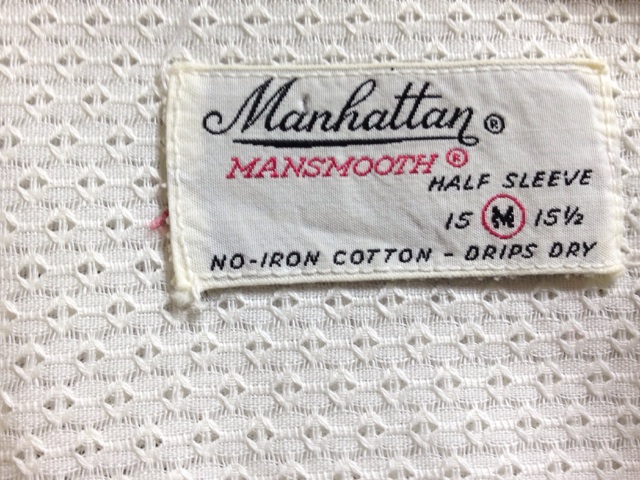 Manhattan ®
MANSMOOTH ®
HALF SLEEVE
15 M 15½
NO-IRON COTTON - DRIPS DRY